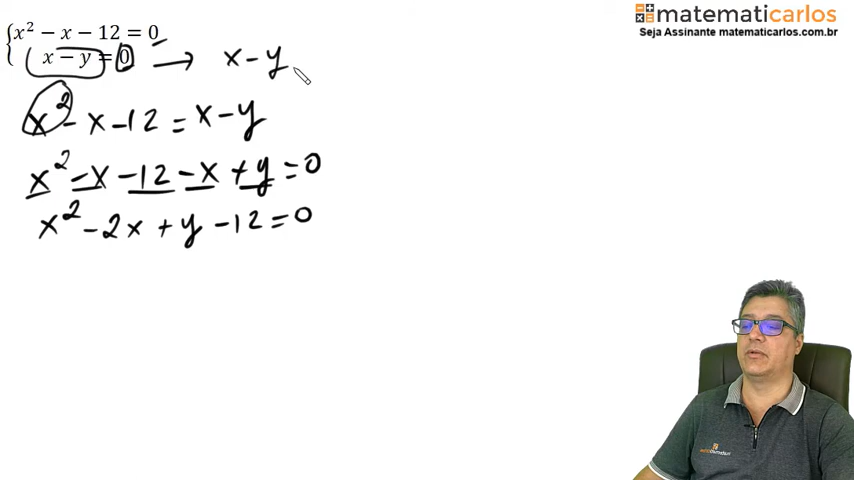 x² − x − 12 = 0
x − y = 0 → x − y
x² − x − 12 = x − y
x² − x − 12 − x + y = 0
x² − 2x + y − 12 = 0
matematicarlos
Seja Assinante matematicarlos.com.br